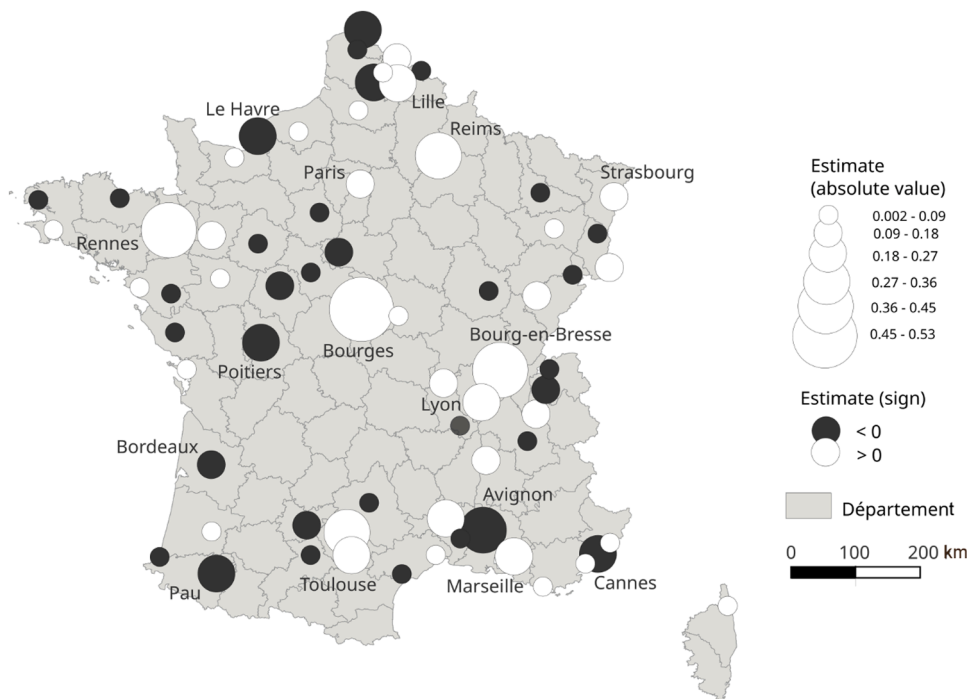 Le Havre
Lille
Reims
Paris
Strasbourg
Rennes
Bourges
Bourg-en-Bresse
Poitiers
Lyon
Bordeaux
Avignon
Pau
Toulouse
Marseille
Cannes
Estimate
(absolute value)
0.002 - 0.09
0.09 - 0.18
0.18 - 0.27
0.27 - 0.36
0.36 - 0.45
0.45 - 0.53
Estimate (sign)
< 0
> 0
Département
0 100 200 km